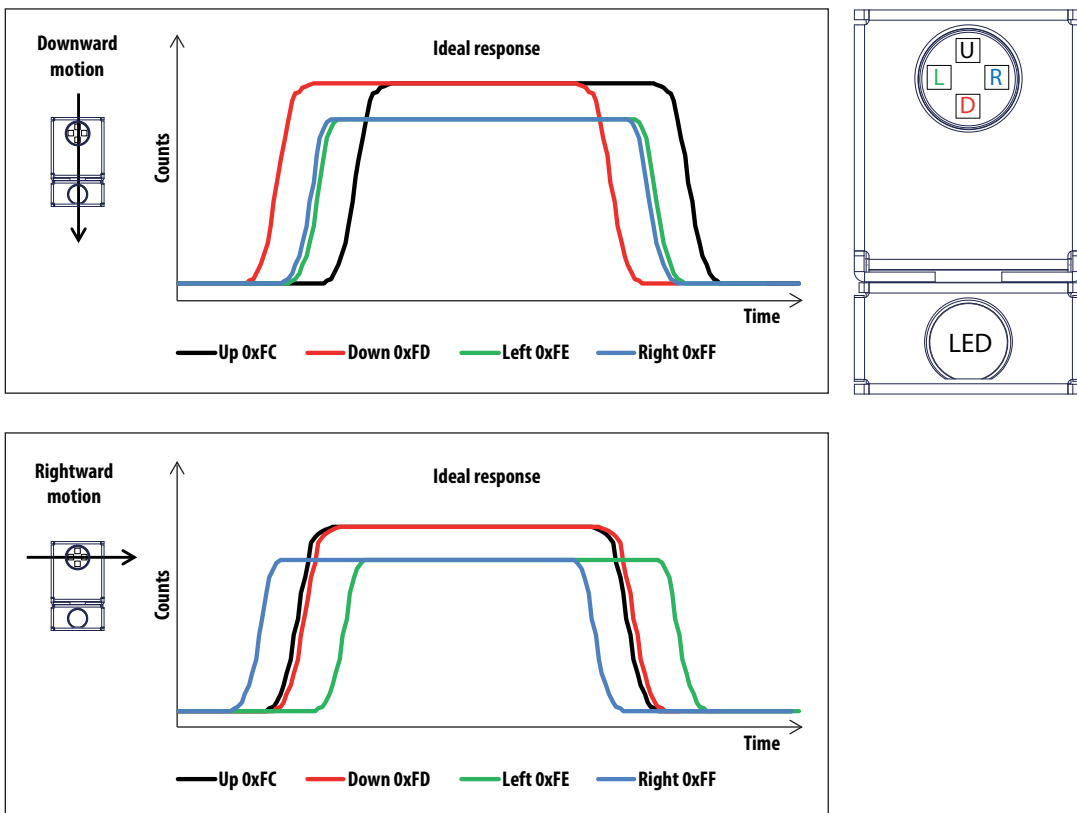 Downward
motion
Ideal response
Counts
Time
Up 0xFC Down 0xFD Left 0xFE Right 0xFF
U
L R
D
LED
Rightward
motion
Ideal response
Counts
Time
Up 0xFC Down 0xFD Left 0xFE Right 0xFF